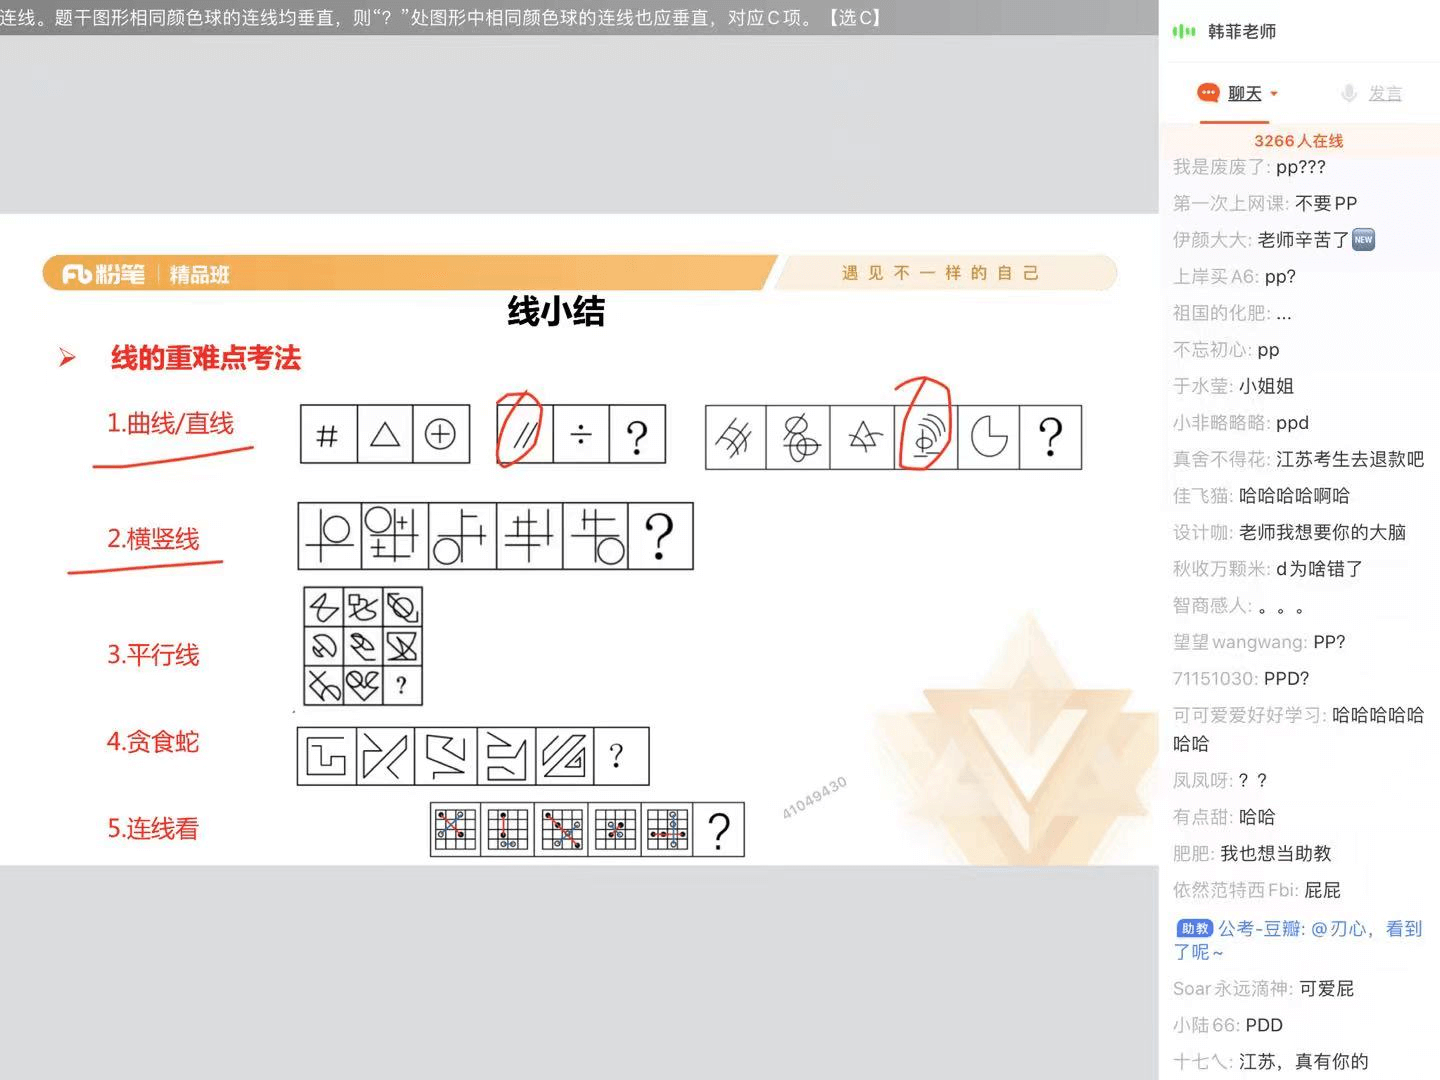 连线。题干图形相同颜色球的连线均垂直，则“？”处图形中相同颜色球的连线也应垂直，对应C项。【选C】
粉笔 精品班
遇见不一样的自己
线小结
线的重难点考法
1.曲线/直线
?
?
2.横竖线
?
3.平行线
?
4.贪食蛇
?
5.连线看
?
41049430
韩菲老师
聊天
发言
3266人在线
我是废废了: pp???
第一次上网课: 不要PP
伊颜大大: 老师辛苦了NEW
上岸买A6: pp?
祖国的化肥: ...
不忘初心: pp
于水莹: 小姐姐
小非略略略: ppd
真舍不得花: 江苏考生去退款吧
佳飞猫: 哈哈哈哈啊哈
设计咖: 老师我想要你的大脑
秋收万颗米: d为啥错了
智商感人: 。。。
望望wangwang: PP?
71151030: PPD?
可可爱爱好好学习: 哈哈哈哈哈
哈哈
凤凤呀: ？？
有点甜: 哈哈
肥肥: 我也想当助教
依然范特西Fbi: 屁屁
助教 公考-豆瓣: @刃心，看到
了呢~
Soar永远滴神: 可爱屁
小陆66: PDD
十七乀: 江苏，真有你的